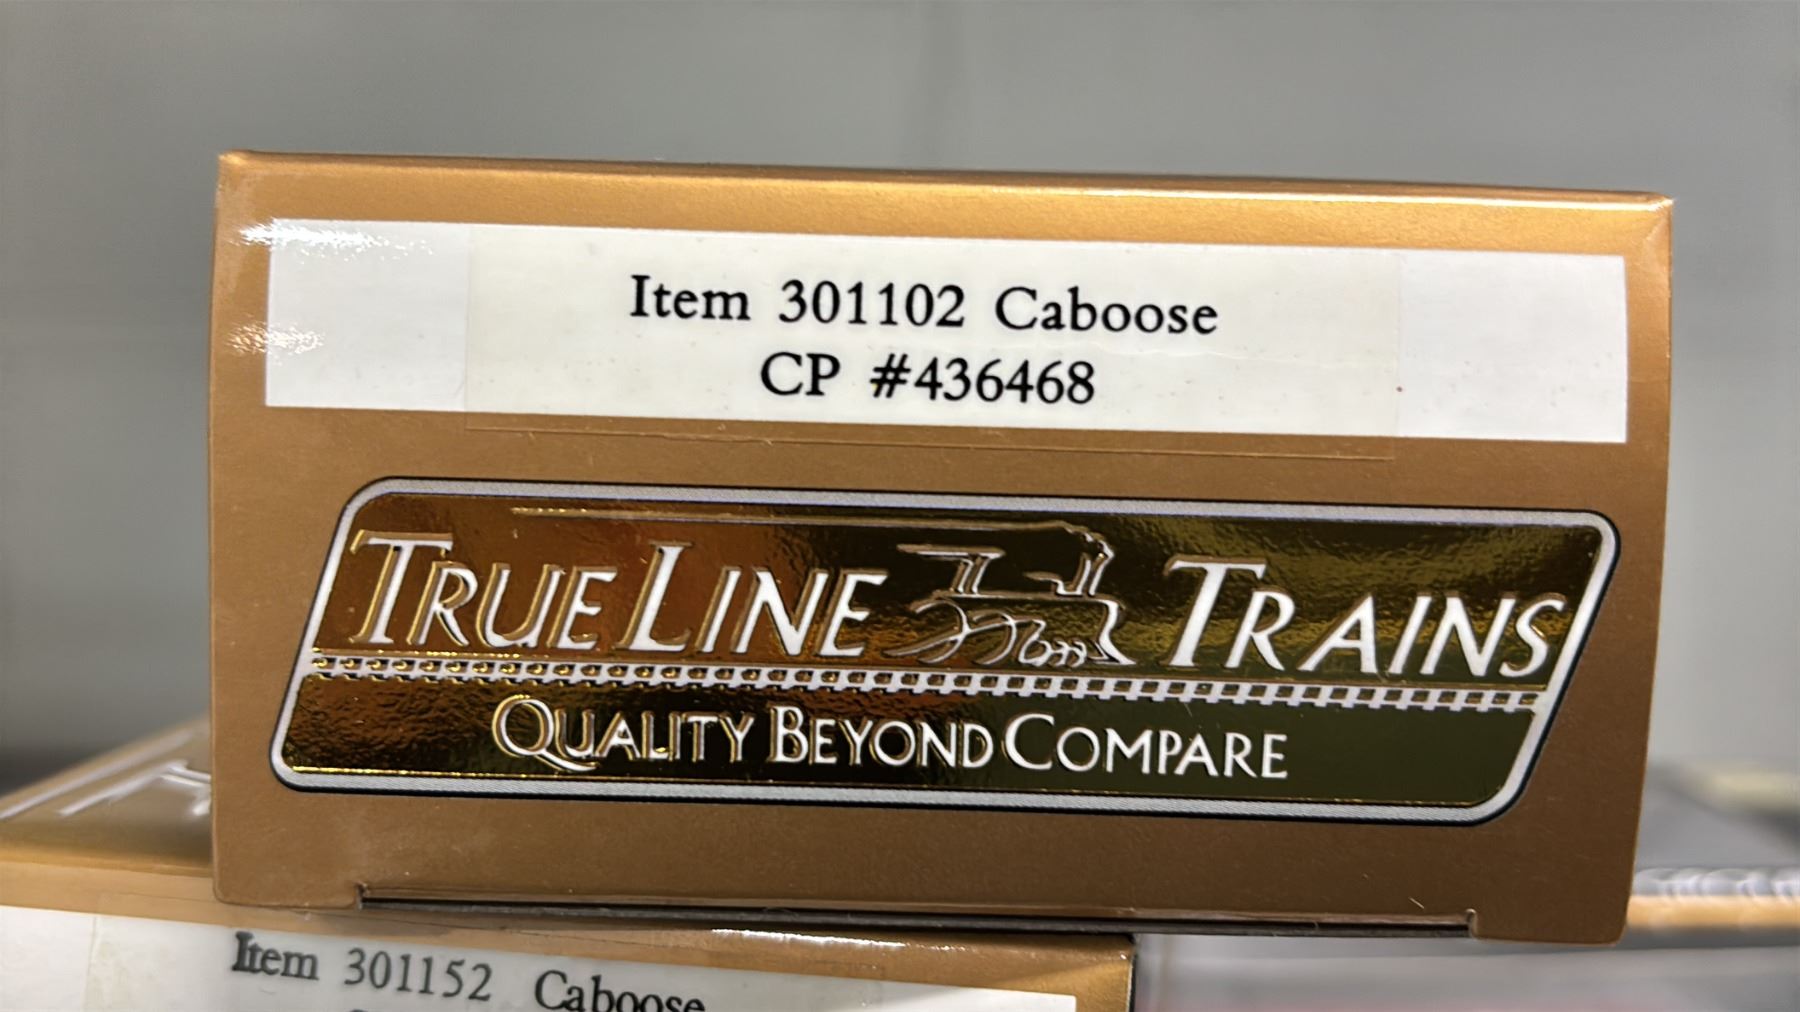 Item 301102 Caboose
CP #436468
TRUE LINE TRAINS
QUALITY BEYOND COMPARE
Item 301152 Caboose